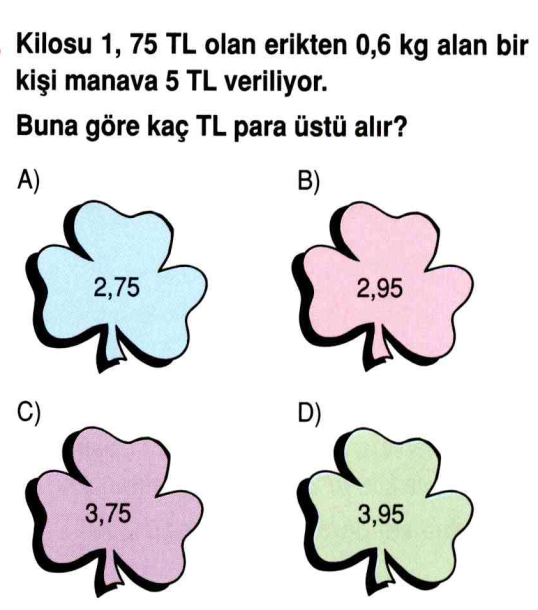 Kilosu 1, 75 TL olan erikten 0,6 kg alan bir
kişi manava 5 TL veriliyor.
Buna göre kaç TL para üstü alır?
A)
2,75
B)
2,95
C)
3,75
D)
3,95